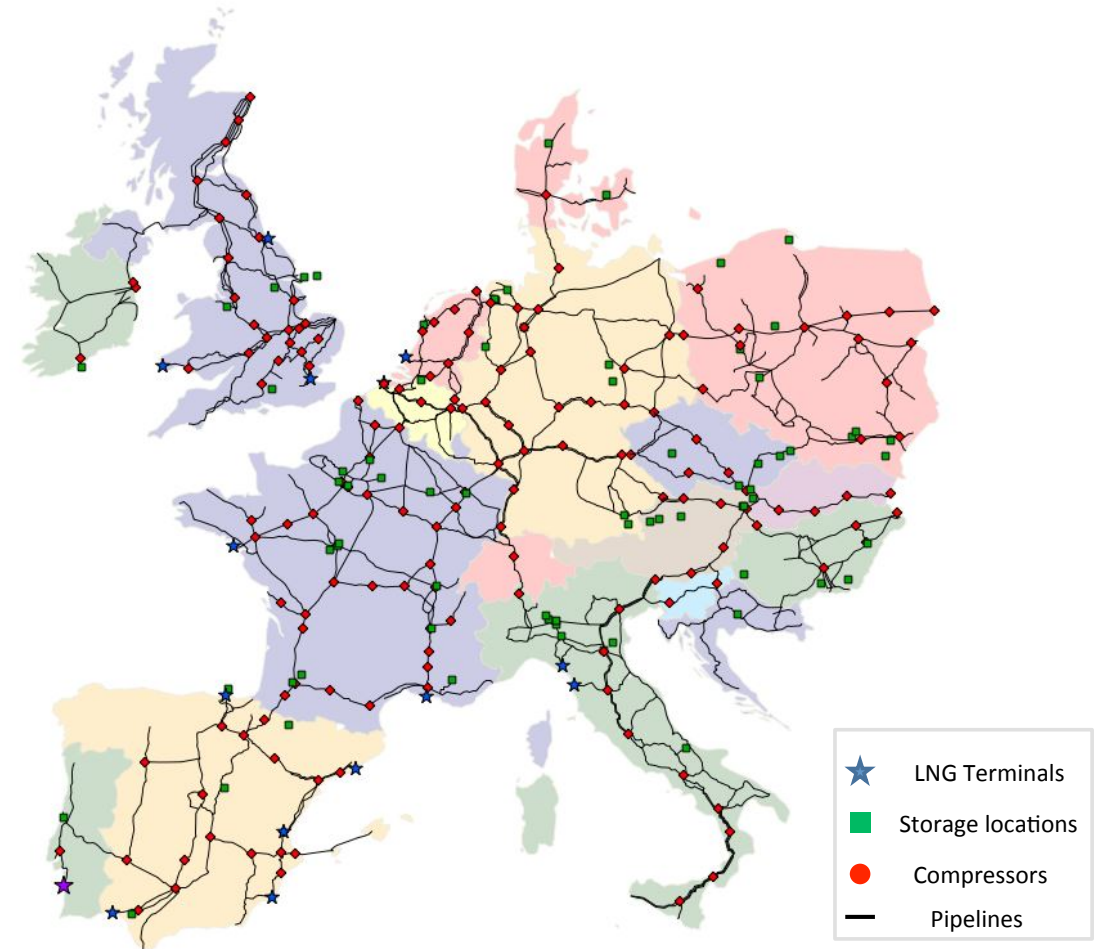 LNG Terminals
Storage locations
Compressors
Pipelines